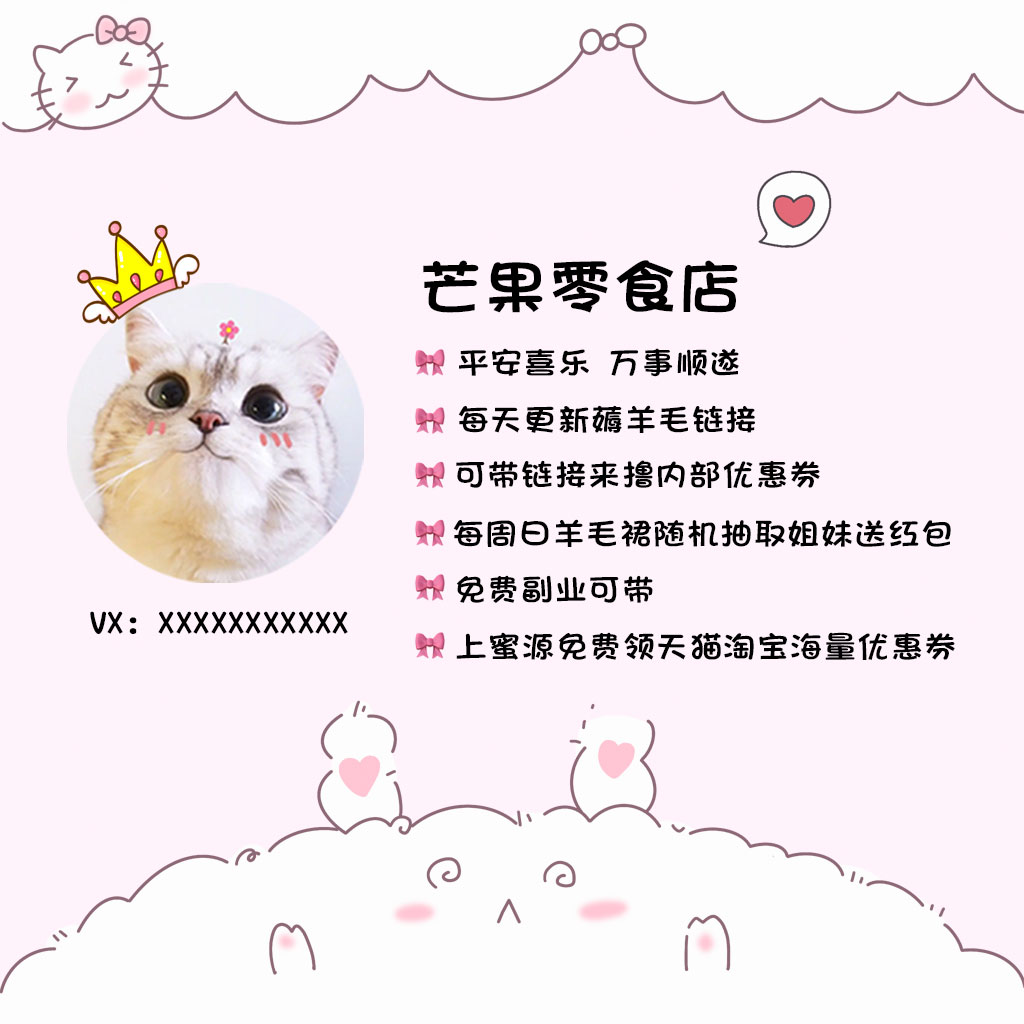 芒果零食店
平安喜乐 万事顺遂
每天更新薅羊毛链接
可带链接来撸内部优惠券
每周日羊毛裙随机抽取姐妹送红包
免费副业可带
上蜜源免费领天猫淘宝海量优惠券
VX：XXXXXXXXXXX